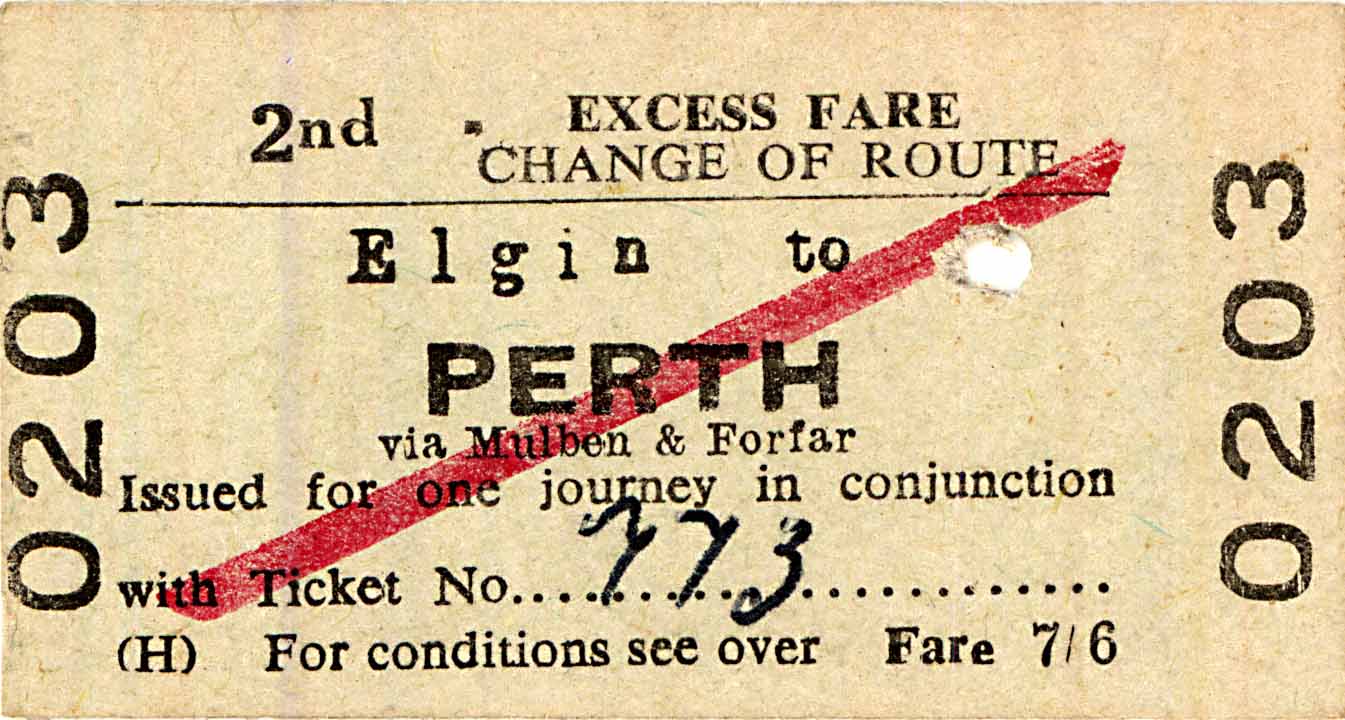 2nd - EXCESS FARE
CHANGE OF ROUTE
Elgin to
PERTH
via Mulben & Forfar
Issued for one journey in conjunction
with Ticket No....773............
(H) For conditions see over Fare 7/6
0203
0203